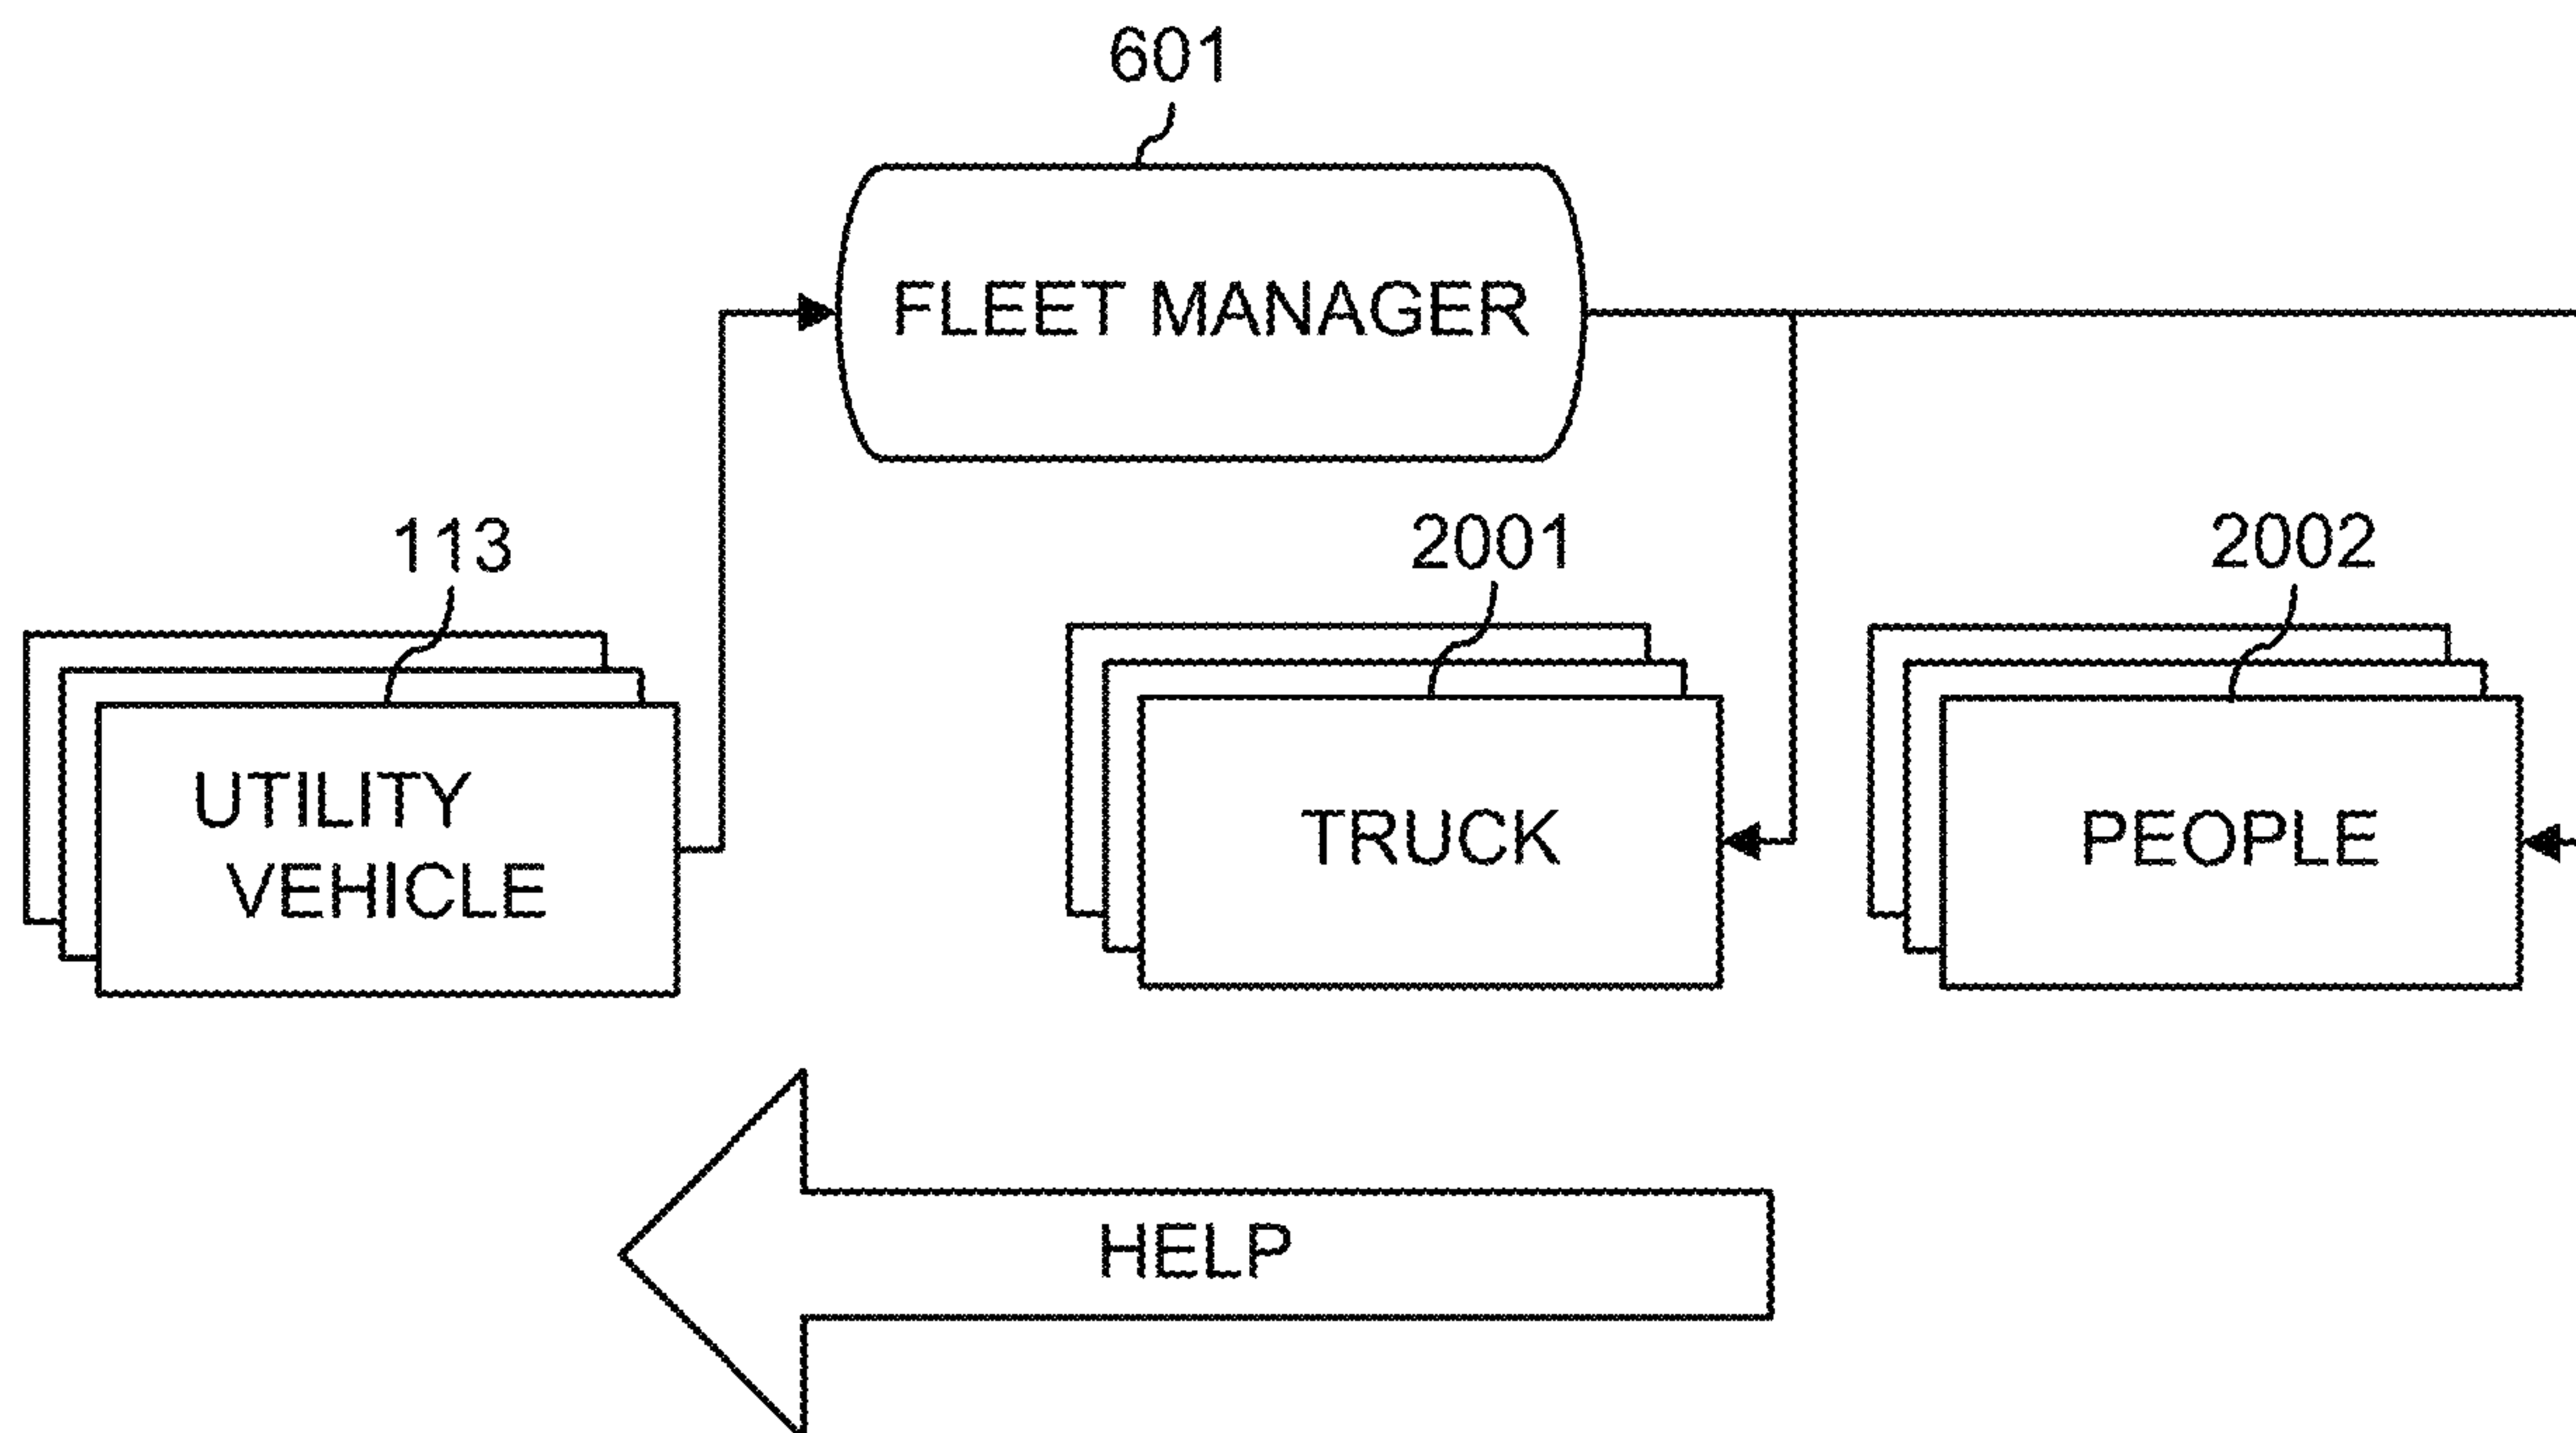 601
FLEET MANAGER
113
2001
2002
UTILITY
VEHICLE
TRUCK
PEOPLE
HELP